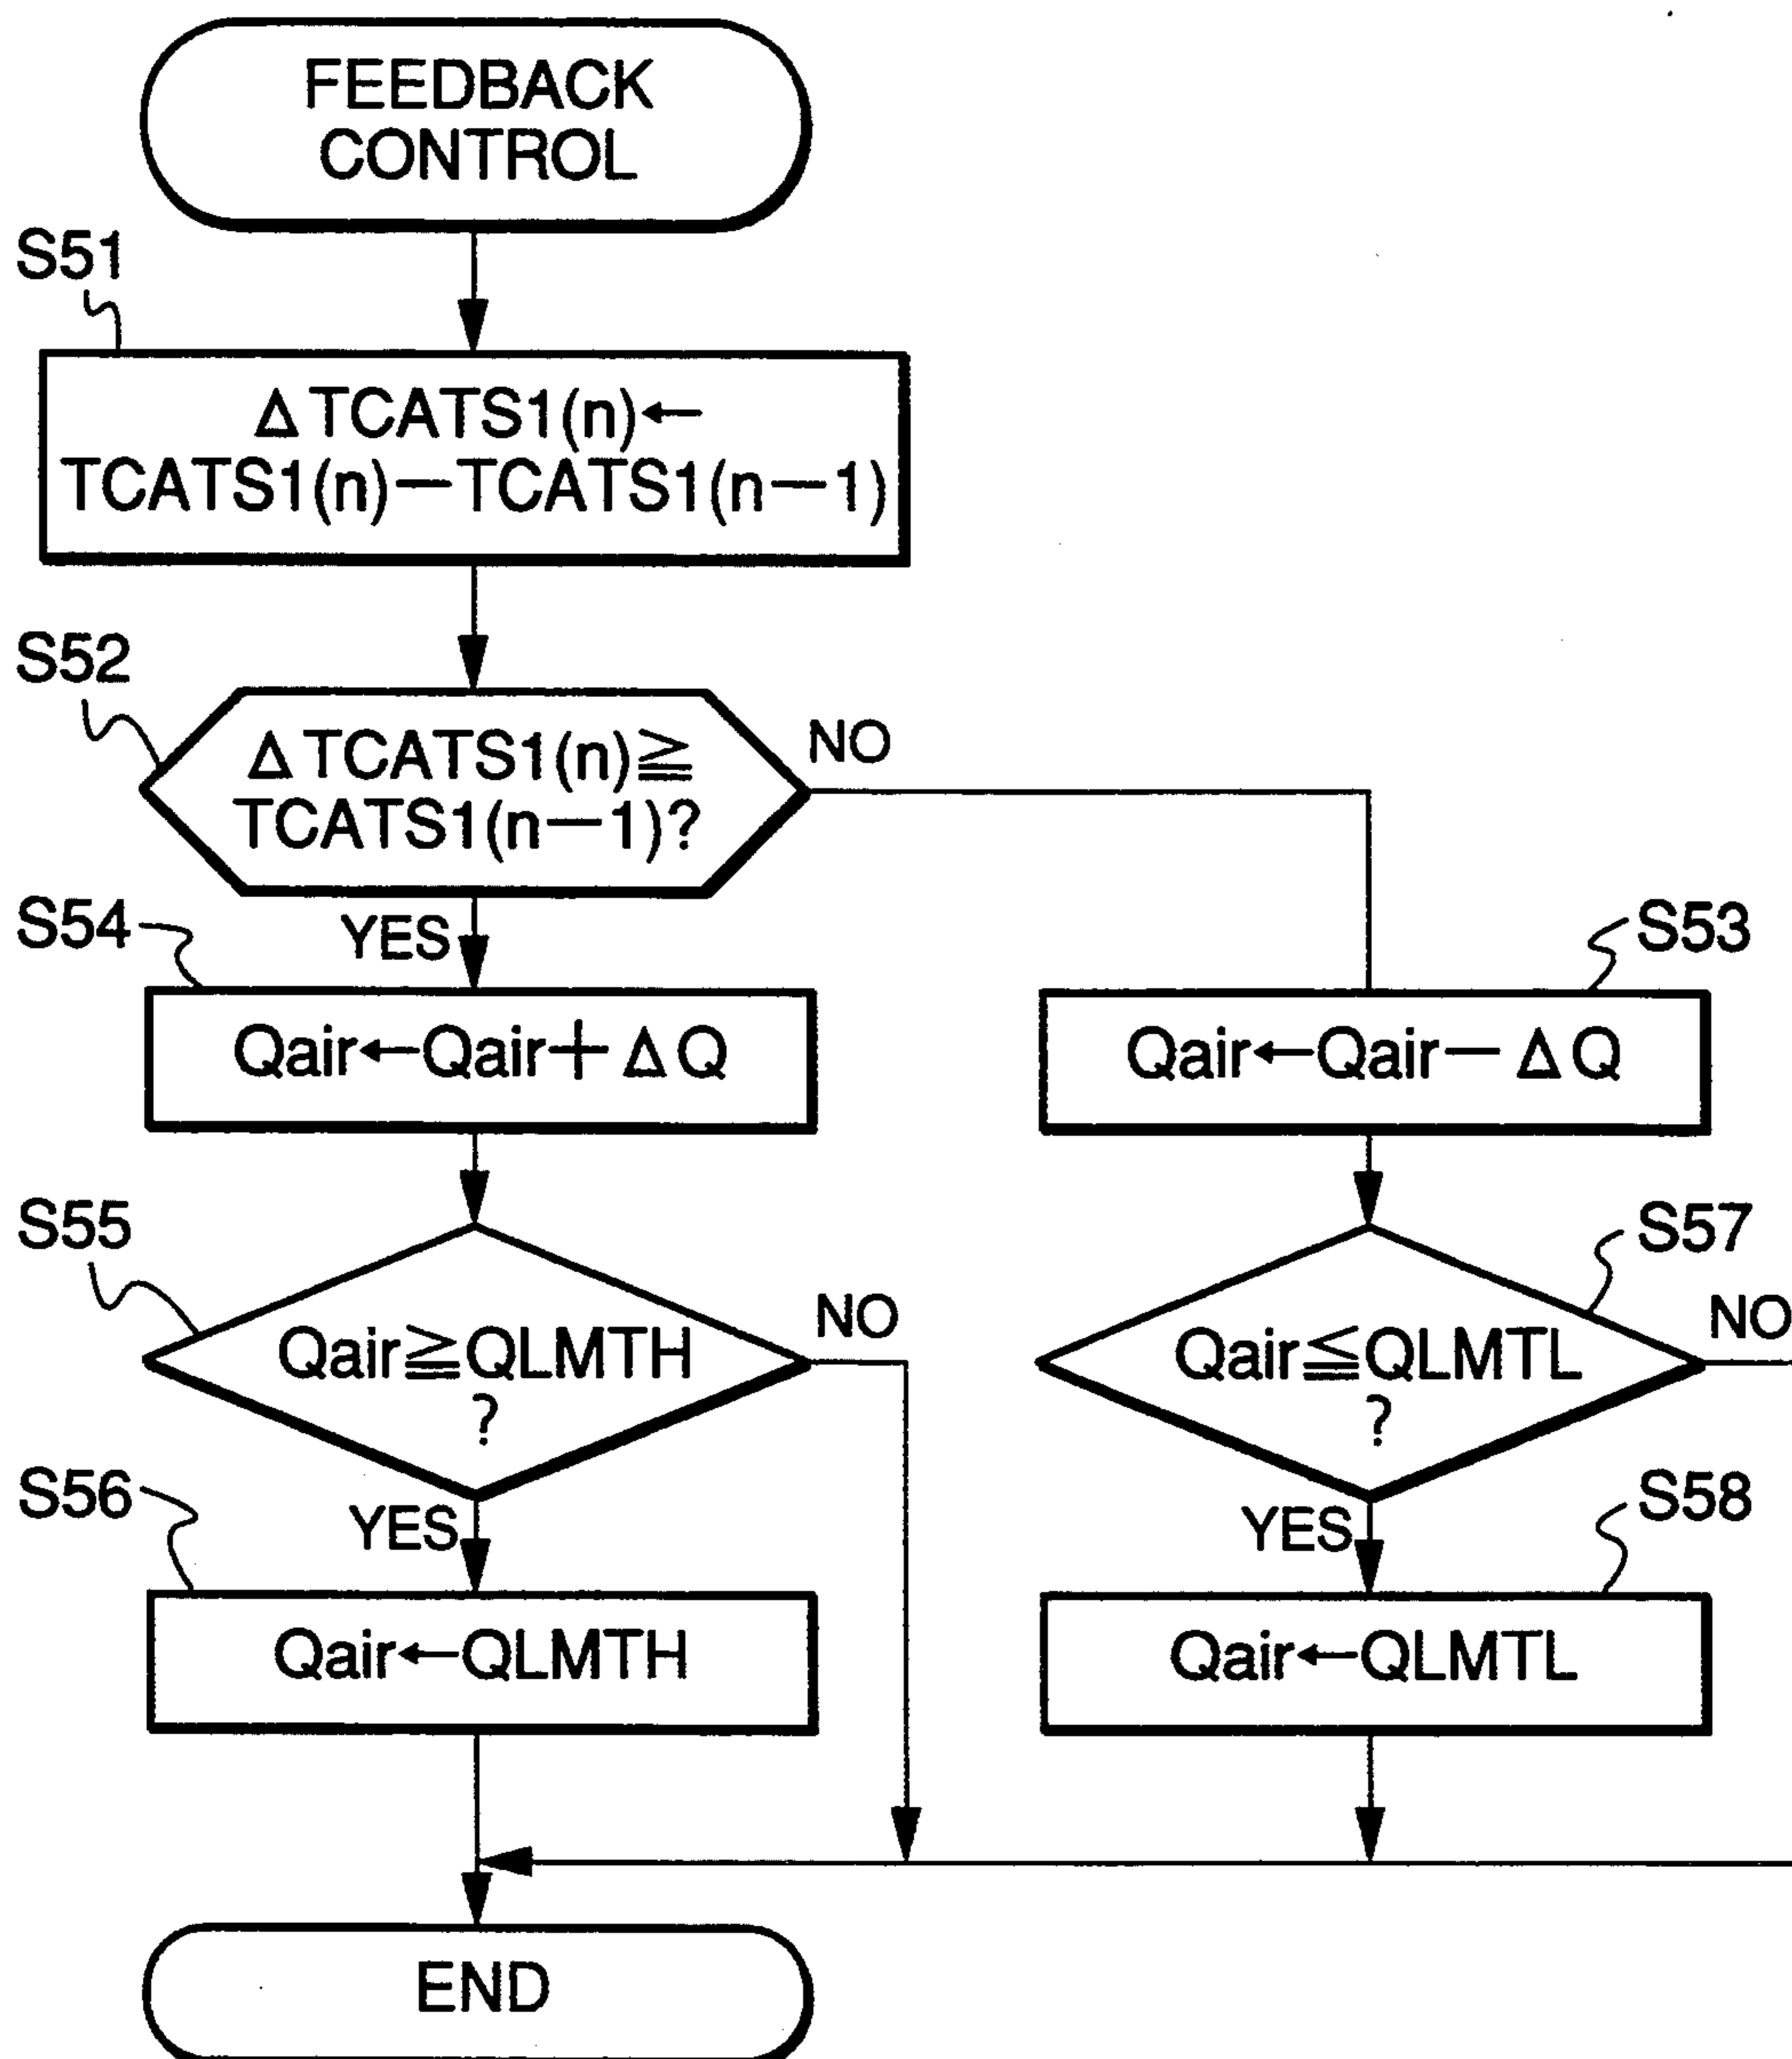 FEEDBACK
CONTROL
S51
ΔTCATS1(n)←
TCATS1(n)−TCATS1(n−1)
S52
ΔTCATS1(n)≧
TCATS1(n−1)?
NO
YES
S54
Qair←Qair+ΔQ
S53
Qair←Qair−ΔQ
S55
Qair≧QLMTH
?
NO
YES
S57
Qair≦QLMTL
?
NO
YES
S56
Qair←QLMTH
S58
Qair←QLMTL
END